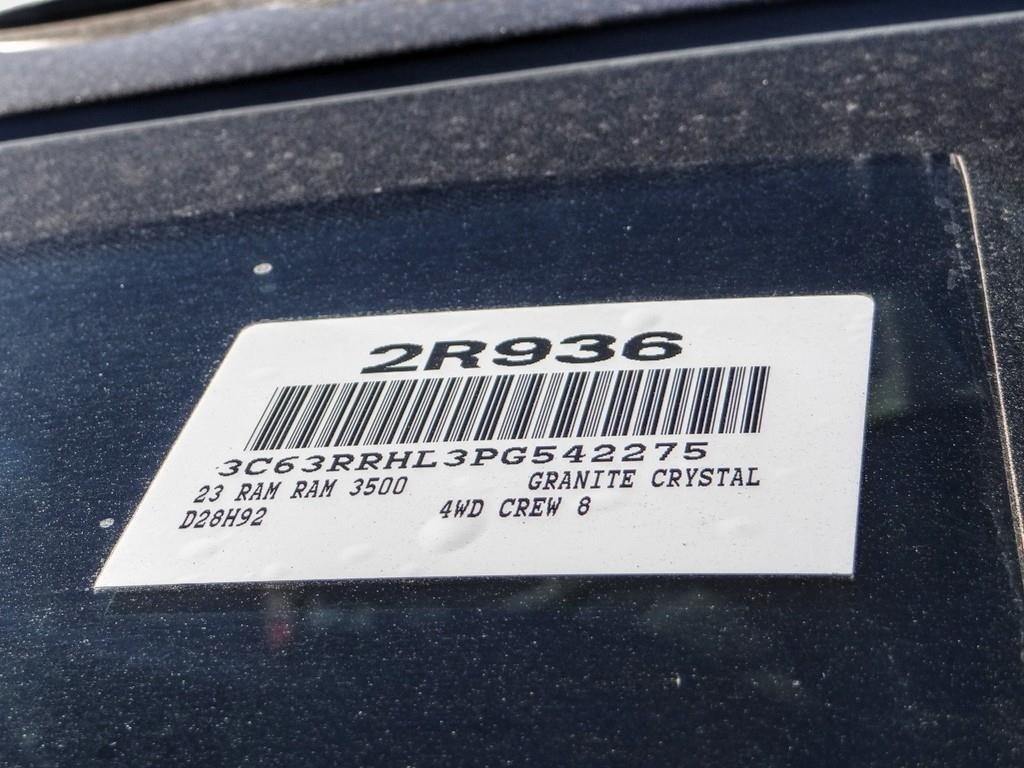 2R936
3C63RRHL3PG542275
23 RAM RAM 3500 GRANITE CRYSTAL
D28H92 4WD CREW 8